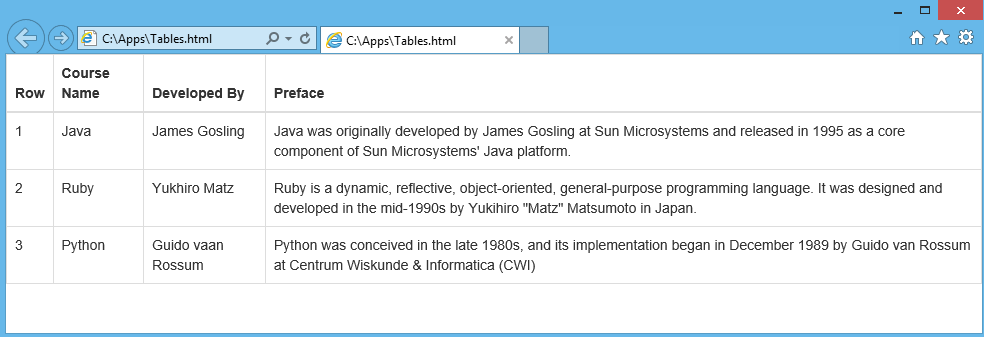 C:\Apps\Tables.html
C:\Apps\Tables.html
Row Course Name Developed By Preface
1 Java James Gosling Java was originally developed by James Gosling at Sun Microsystems and released in 1995 as a core
component of Sun Microsystems' Java platform.
2 Ruby Yukhiro Matz Ruby is a dynamic, reflective, object-oriented, general-purpose programming language. It was designed and
developed in the mid-1990s by Yukihiro "Matz" Matsumoto in Japan.
3 Python Guido vaan Rossum Python was conceived in the late 1980s, and its implementation began in December 1989 by Guido van Rossum
at Centrum Wiskunde & Informatica (CWI)